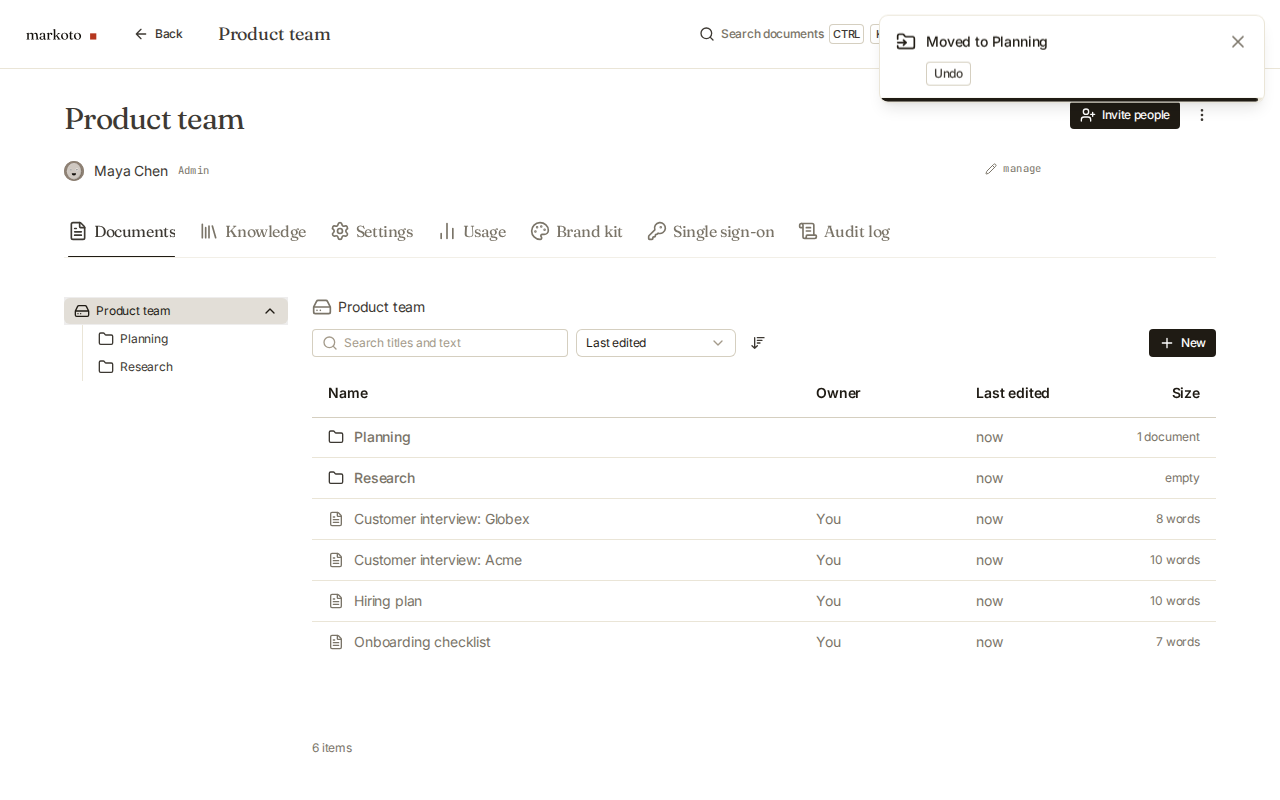 markoto
Back
Product team
Search documents
CTRL
Moved to Planning
Undo
Product team
Invite people
Maya Chen
Admin
manage
Documents
Knowledge
Settings
Usage
Brand kit
Single sign-on
Audit log
Product team
Planning
Research
Product team
Search titles and text
Last edited
New
Name Owner Last edited Size
Planning now 1 document
Research now empty
Customer interview: Globex You now 8 words
Customer interview: Acme You now 10 words
Hiring plan You now 10 words
Onboarding checklist You now 7 words
6 items